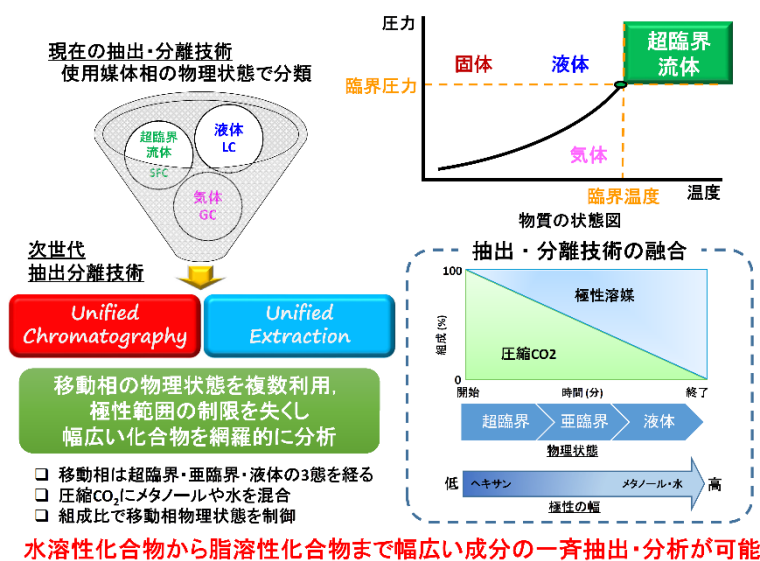 現在の抽出・分離技術
使用媒体相の物理状態で分類
超臨界
流体
SFC
液体
LC
気体
GC
次世代
抽出分離技術
Unified
Chromatography
Unified
Extraction
移動相の物理状態を複数利用,
極性範囲の制限を失くし
幅広い化合物を網羅的に分析
❑ 移動相は超臨界・亜臨界・液体の3態を経る
❑ 圧縮CO₂にメタノールや水を混合
❑ 組成比で移動相物理状態を制御
圧力
固体
液体
超臨界
流体
臨界圧力
気体
臨界温度
温度
物質の状態図
抽出・分離技術の融合
100
組成(%)
極性溶媒
圧縮CO2
0
開始
時間(分)
終了
超臨界
亜臨界
液体
物理状態
低
ヘキサン
メタノール・水
高
極性の幅
水溶性化合物から脂溶性化合物まで幅広い成分の一斉抽出・分析が可能